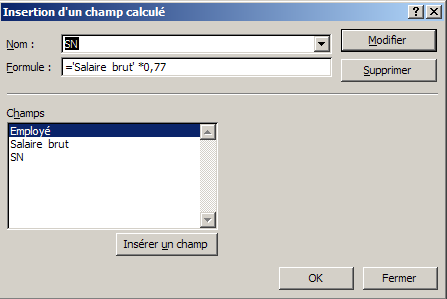 Insertion d'un champ calculé
Nom : SN Modifier
Formule : ='Salaire brut' *0,77 Supprimer
Champs
Employé
Salaire brut
SN
Insérer un champ
OK Fermer